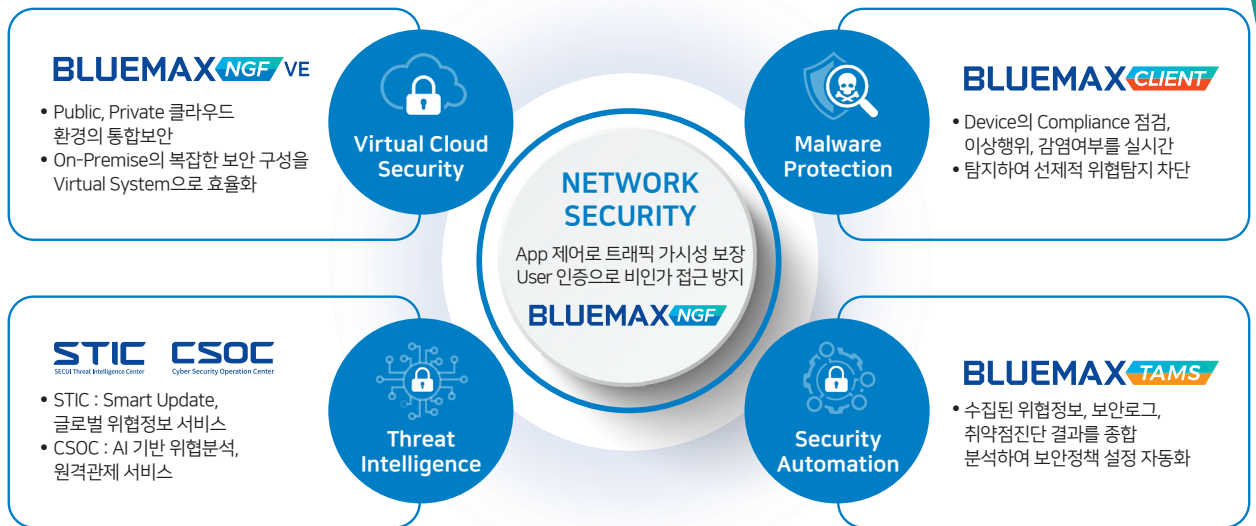 BLUEMAX NGF VE
• Public, Private 클라우드
환경의 통합보안
• On-Premise의 복잡한 보안 구성을
Virtual System으로 효율화
Virtual Cloud
Security
Malware
Protection
BLUEMAX CLIENT
• Device의 Compliance 점검,
이상행위, 감염여부를 실시간
• 탐지하여 선제적 위협탐지 차단
NETWORK
SECURITY
App 제어로 트래픽 가시성 보장
User 인증으로 비인가 접근 방지
BLUEMAX NGF
STIC
SECUI Threat Intelligence Center
CSOC
Cyber Security Operation Center
• STIC : Smart Update,
글로벌 위협정보 서비스
• CSOC : AI 기반 위협분석,
원격관제 서비스
Threat
Intelligence
Security
Automation
BLUEMAX TAMS
• 수집된 위협정보, 보안로그,
취약점진단 결과를 종합
분석하여 보안정책 설정 자동화